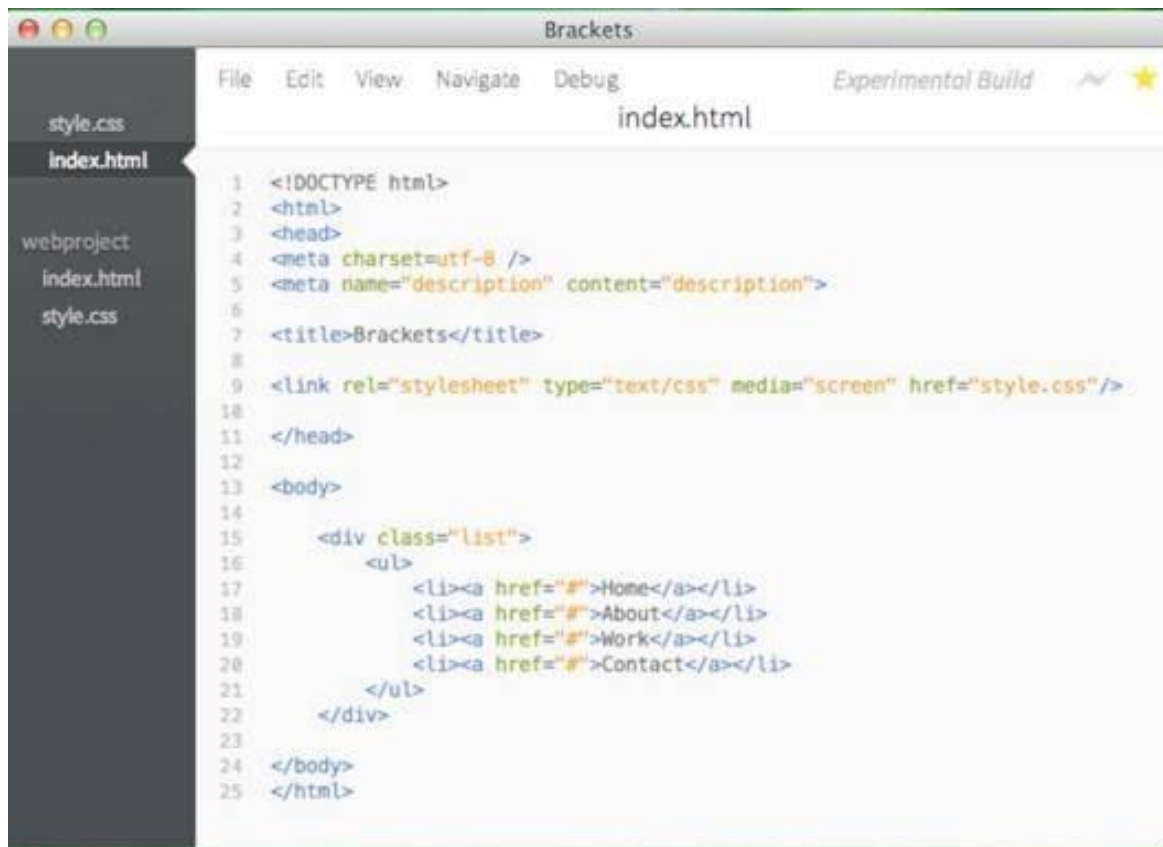 Brackets
File Edit View Navigate Debug Experimental Build
index.html
style.css
index.html
webproject
index.html
style.css
1 <!DOCTYPE html>
2 <html>
3 <head>
4 <meta charset=utf-8 />
5 <meta name="description" content="description">
6
7 <title>Brackets</title>
8
9 <link rel="stylesheet" type="text/css" media="screen" href="style.css"/>
10
11 </head>
12
13 <body>
14
15 <div class="list">
16 <ul>
17 <li><a href="#">Home</a></li>
18 <li><a href="#">About</a></li>
19 <li><a href="#">Work</a></li>
20 <li><a href="#">Contact</a></li>
21 </ul>
22 </div>
23
24 </body>
25 </html>